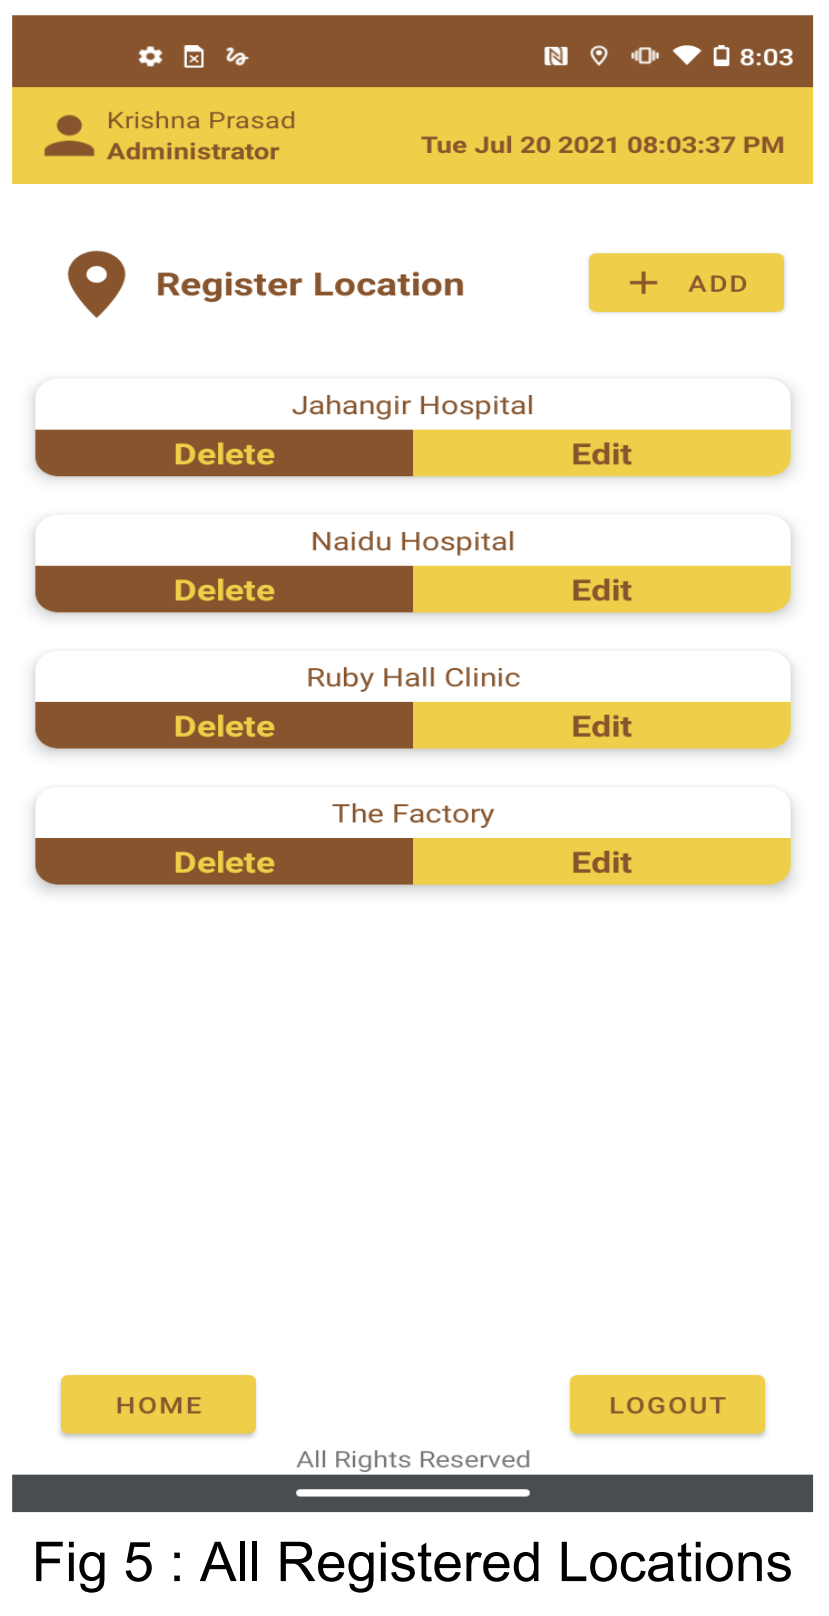 8:03
Krishna Prasad
Administrator
Tue Jul 20 2021 08:03:37 PM
Register Location
+ ADD
Jahangir Hospital
Delete Edit
Naidu Hospital
Delete Edit
Ruby Hall Clinic
Delete Edit
The Factory
Delete Edit
HOME LOGOUT
All Rights Reserved
Fig 5 : All Registered Locations